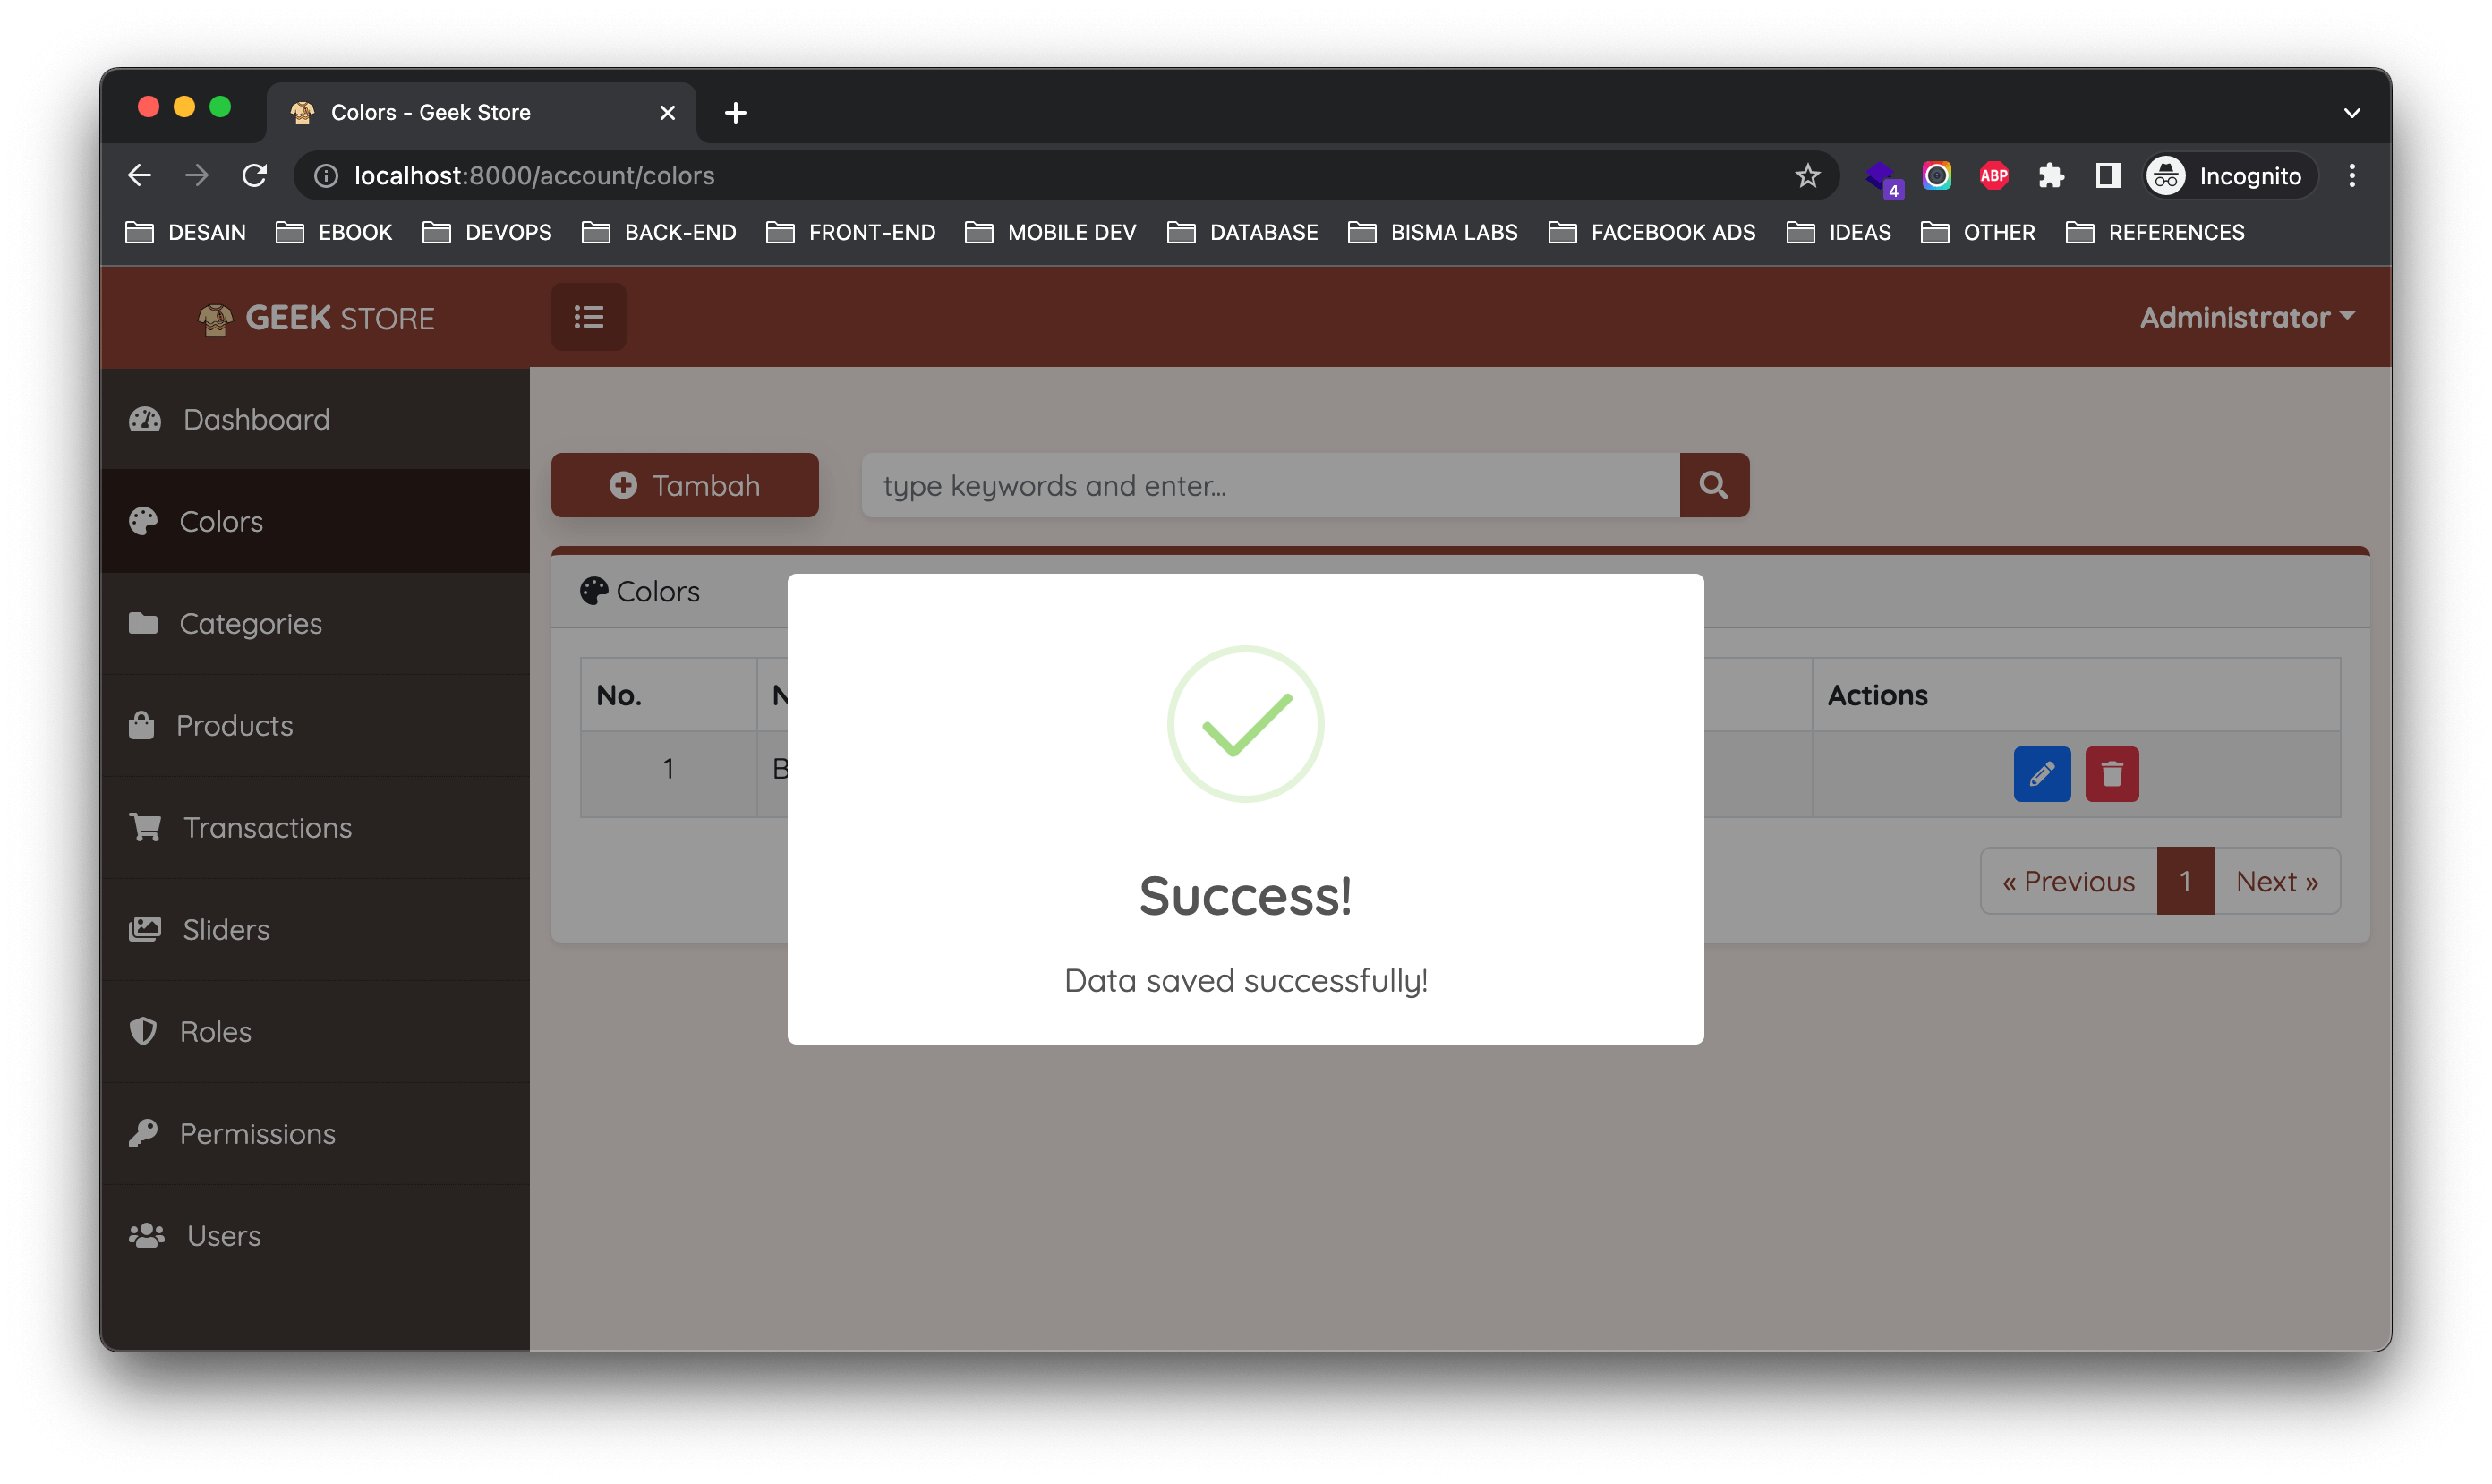 Colors - Geek Store
localhost:8000/account/colors
4
ABP
Incognito
DESAIN EBOOK DEVOPS BACK-END FRONT-END MOBILE DEV DATABASE BISMA LABS FACEBOOK ADS IDEAS OTHER REFERENCES
GEEK STORE
Administrator
Dashboard
Colors
Categories
Products
Transactions
Sliders
Roles
Permissions
Users
Tambah
type keywords and enter...
Colors
No. Actions
1
« Previous 1 Next »
Success!
Data saved successfully!